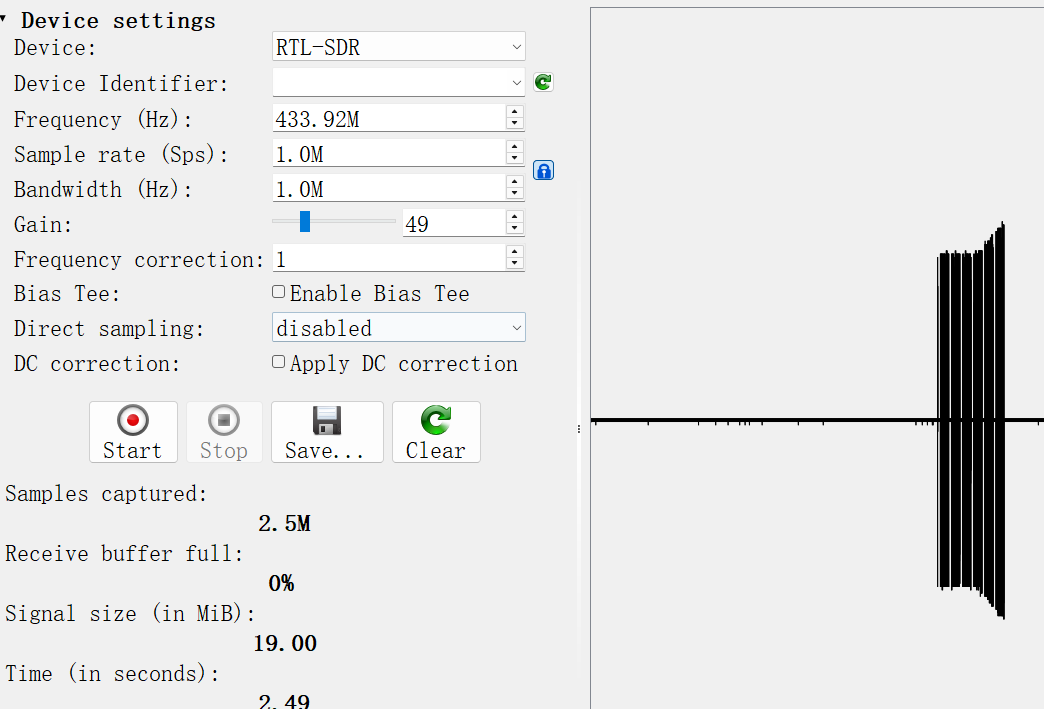 Device settings
Device: RTL-SDR
Device Identifier:
Frequency (Hz): 433.92M
Sample rate (Sps): 1.0M
Bandwidth (Hz): 1.0M
Gain: 49
Frequency correction: 1
Bias Tee: Enable Bias Tee
Direct sampling: disabled
DC correction: Apply DC correction
Start Stop Save... Clear
Samples captured:
2.5M
Receive buffer full:
0%
Signal size (in MiB):
19.00
Time (in seconds):
2.49